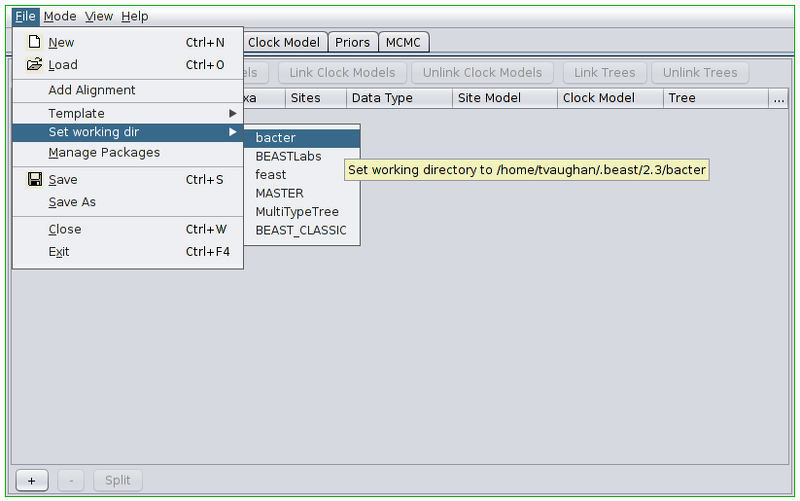 File Mode View Help
New Ctrl+N
Clock Model Priors MCMC
Load Ctrl+O
els Link Clock Models Unlink Clock Models Link Trees Unlink Trees
Add Alignment
xa Sites Data Type Site Model Clock Model Tree ...
Template
Set working dir
bacter
Manage Packages
BEASTLabs
Set working directory to /home/tvaughan/.beast/2.3/bacter
feast
Save Ctrl+S
MASTER
Save As
MultiTypeTree
Close Ctrl+W
BEAST_CLASSIC
Exit Ctrl+F4
+ - Split